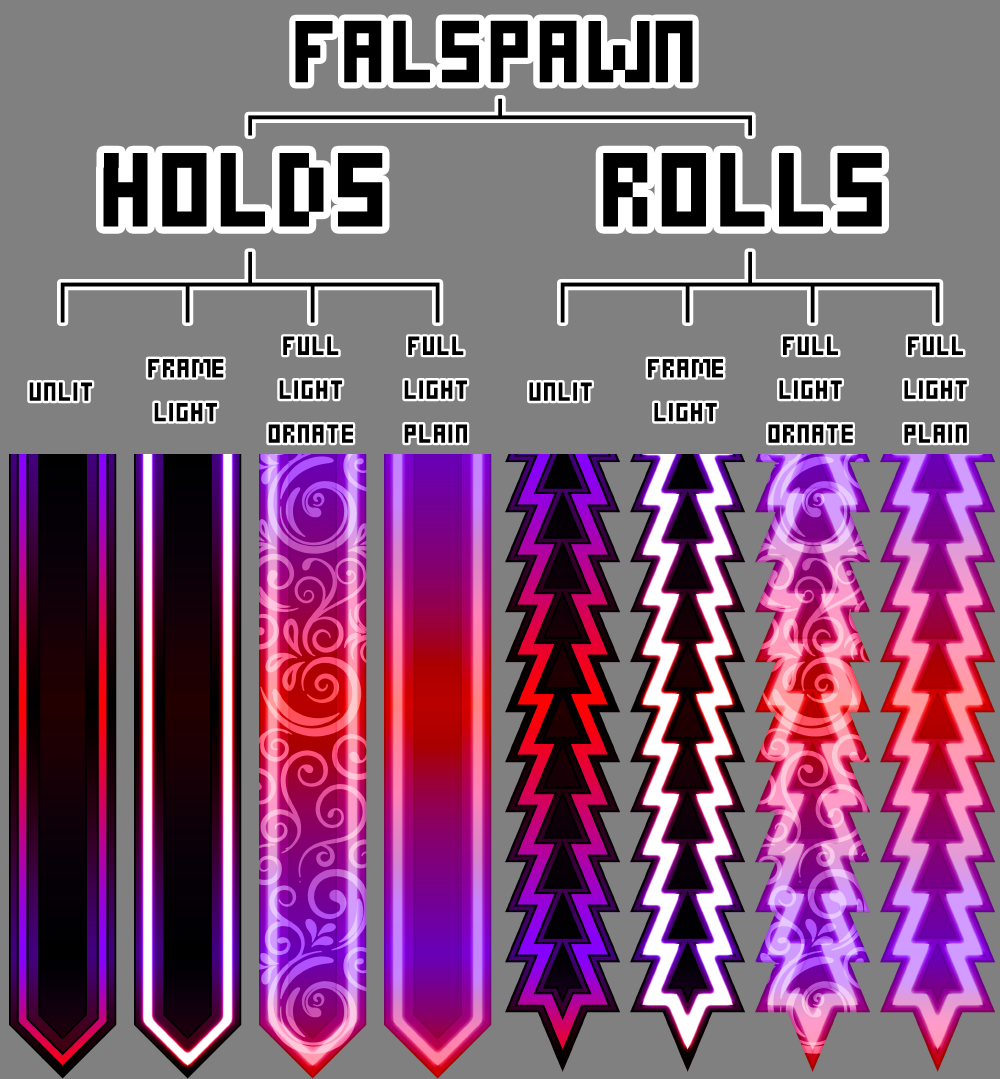 FALSPAWN
HOLDS
ROLLS
UNLIT
FRAME
LIGHT
FULL
LIGHT
ORNATE
FULL
LIGHT
PLAIN
UNLIT
FRAME
LIGHT
FULL
LIGHT
ORNATE
FULL
LIGHT
PLAIN